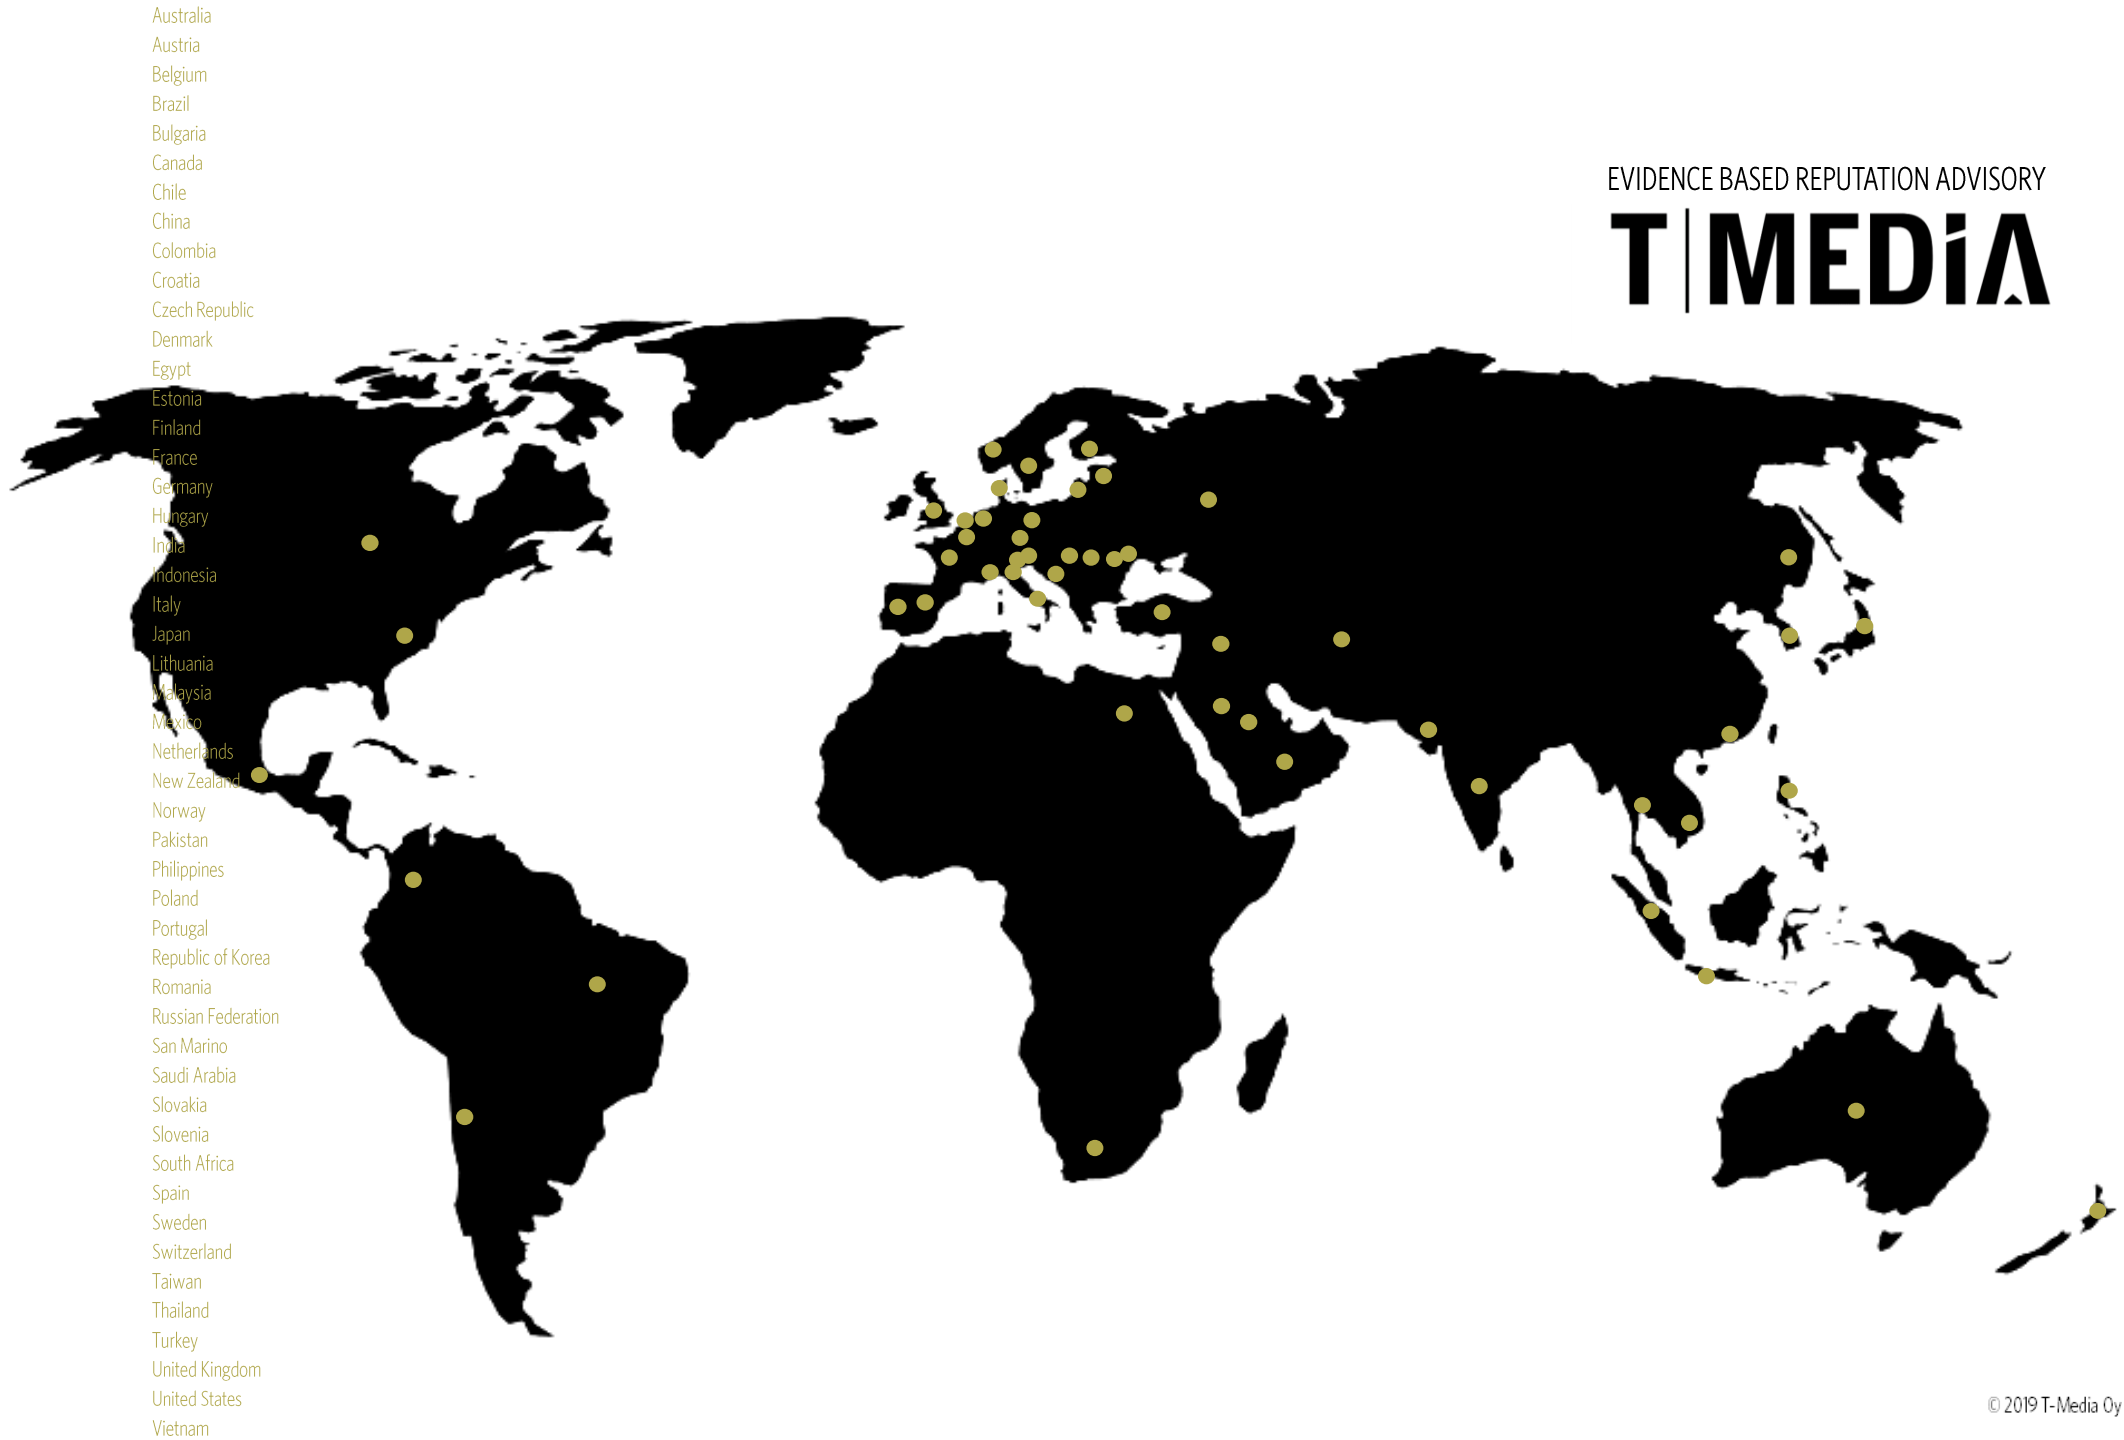 Australia
Austria
Belgium
Brazil
Bulgaria
Canada
Chile
China
Colombia
Croatia
Czech Republic
Denmark
Egypt
Estonia
Finland
France
Germany
Hungary
India
Indonesia
Italy
Japan
Lithuania
Malaysia
Mexico
Netherlands
New Zealand
Norway
Pakistan
Philippines
Poland
Portugal
Republic of Korea
Romania
Russian Federation
San Marino
Saudi Arabia
Slovakia
Slovenia
South Africa
Spain
Sweden
Switzerland
Taiwan
Thailand
Turkey
United Kingdom
United States
Vietnam
EVIDENCE BASED REPUTATION ADVISORY
T|MEDiA
© 2019 T-Media Oy